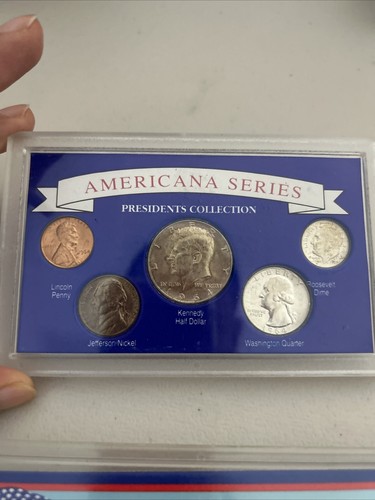 AMERICANA SERIES
PRESIDENTS COLLECTION
Lincoln
Penny
Jefferson Nickel
Kennedy
Half Dollar
Washington Quarter
Roosevelt
Dime
LIBERTY